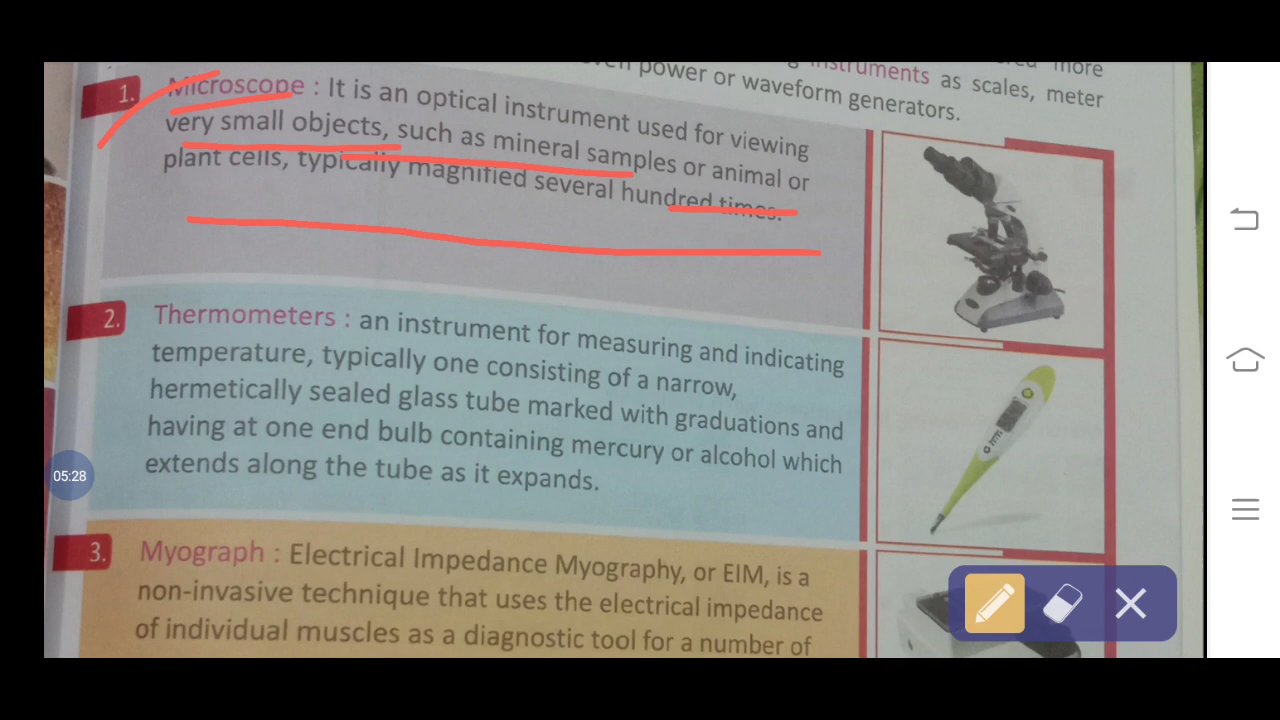 more
instruments as scales, meter
power or waveform generators.
1. Microscope : It is an optical instrument used for viewing
very small objects, such as mineral samples or animal or
plant cells, typically magnified several hundred times.
2. Thermometers : an instrument for measuring and indicating
temperature, typically one consisting of a narrow,
hermetically sealed glass tube marked with graduations and
having at one end bulb containing mercury or alcohol which
extends along the tube as it expands.
05:28
3. Myograph : Electrical Impedance Myography, or EIM, is a
non-invasive technique that uses the electrical impedance
of individual muscles as a diagnostic tool for a number of